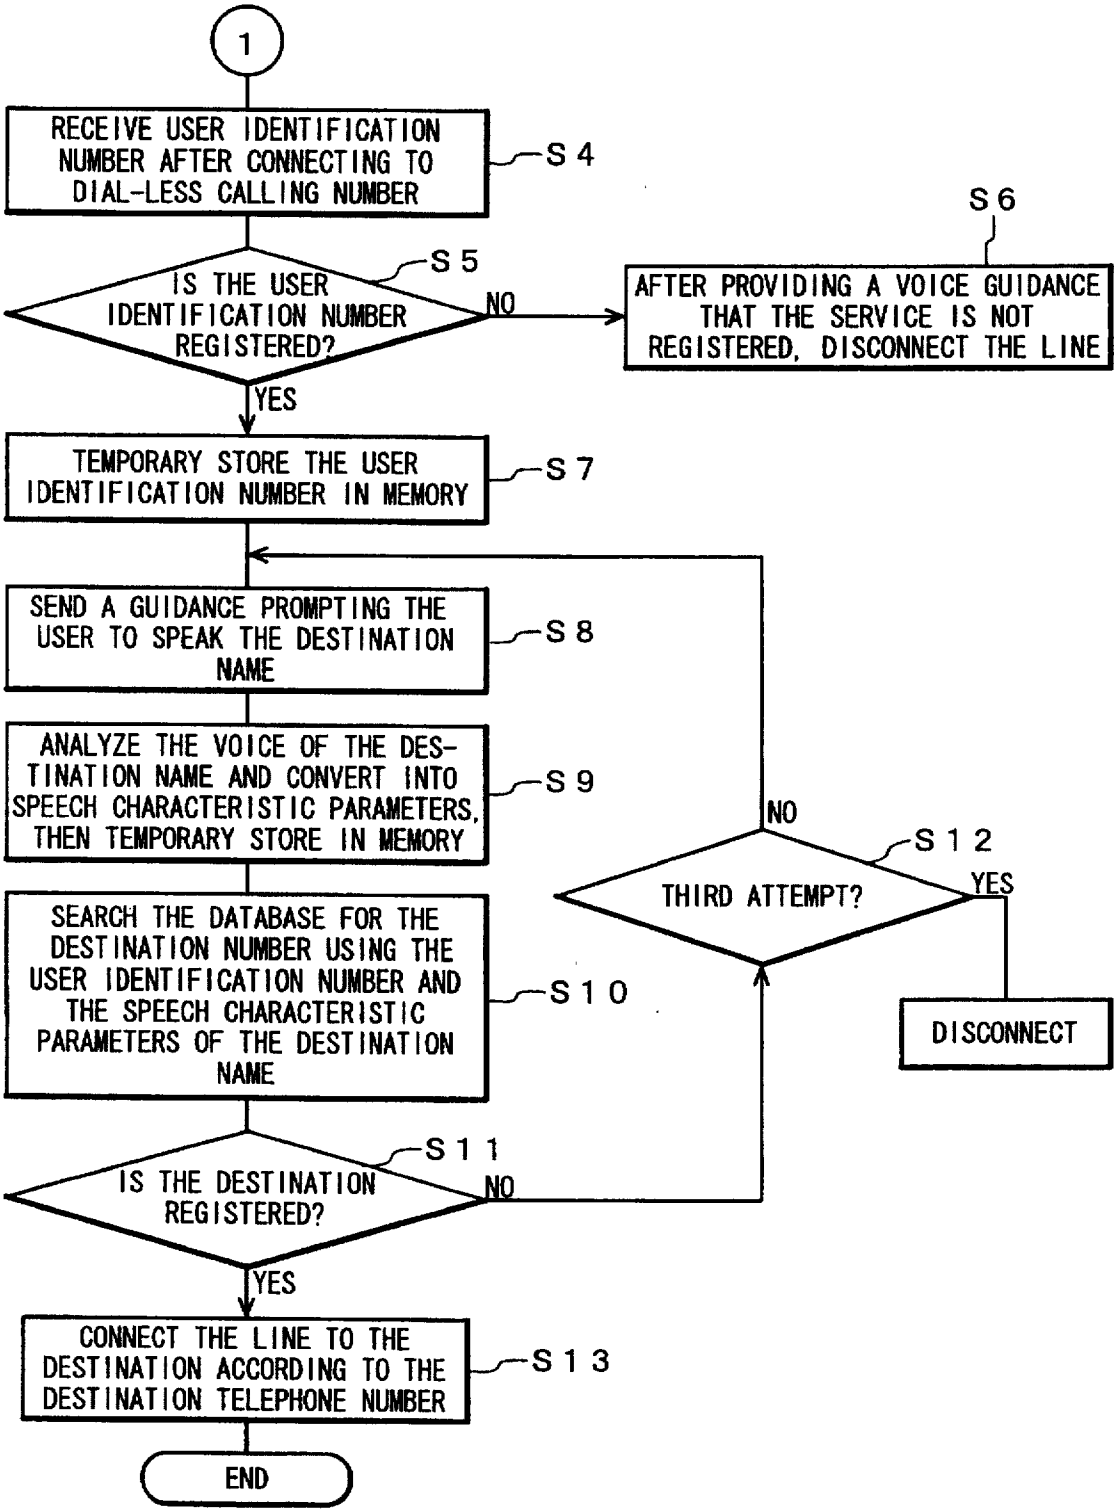 1
RECEIVE USER IDENTIFICATION
NUMBER AFTER CONNECTING TO
DIAL-LESS CALLING NUMBER
S4
S5
IS THE USER
IDENTIFICATION NUMBER
REGISTERED?
NO
S6
AFTER PROVIDING A VOICE GUIDANCE
THAT THE SERVICE IS NOT
REGISTERED, DISCONNECT THE LINE
YES
TEMPORARY STORE THE USER
IDENTIFICATION NUMBER IN MEMORY
S7
SEND A GUIDANCE PROMPTING THE
USER TO SPEAK THE DESTINATION
NAME
S8
ANALYZE THE VOICE OF THE DES-
TINATION NAME AND CONVERT INTO
SPEECH CHARACTERISTIC PARAMETERS,
THEN TEMPORARY STORE IN MEMORY
S9
SEARCH THE DATABASE FOR THE
DESTINATION NUMBER USING THE
USER IDENTIFICATION NUMBER AND
THE SPEECH CHARACTERISTIC
PARAMETERS OF THE DESTINATION
NAME
S10
S11
IS THE DESTINATION
REGISTERED?
NO
NO
S12
THIRD ATTEMPT?
YES
DISCONNECT
YES
CONNECT THE LINE TO THE
DESTINATION ACCORDING TO THE
DESTINATION TELEPHONE NUMBER
S13
END